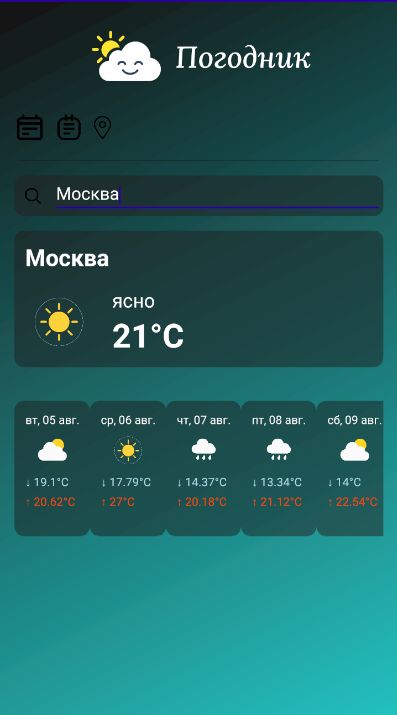 Погодник
Москва
Москва
ясно
21°C
вт, 05 авг.
ср, 06 авг.
чт, 07 авг.
пт, 08 авг.
сб, 09 авг.
↓ 19.1°C
↓ 17.79°C
↓ 14.37°C
↓ 13.34°C
↓ 14°C
↑ 20.62°C
↑ 27°C
↑ 20.18°C
↑ 21.12°C
↑ 22.54°C